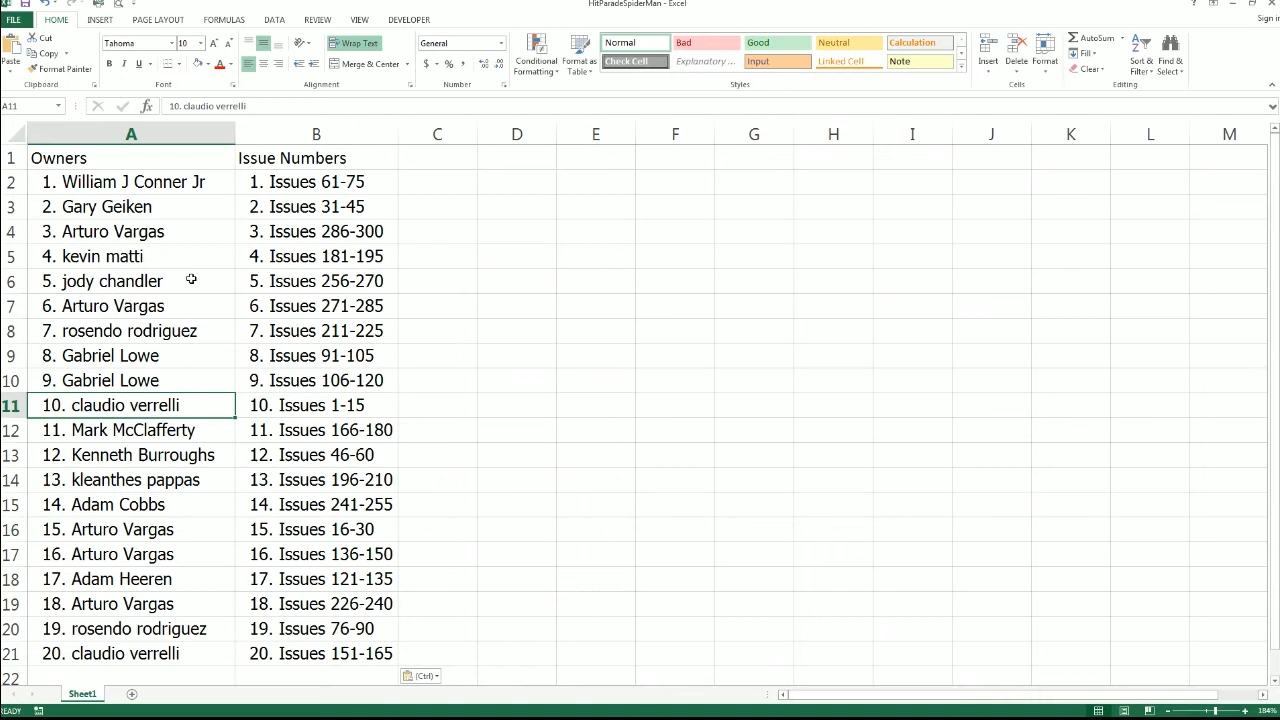 HitParadeSpiderMan - Excel
Sign in
FILE HOME INSERT PAGE LAYOUT FORMULAS DATA REVIEW VIEW DEVELOPER
Cut
Copy
Format Painter
Paste
Clipboard
Tahoma 10
B I U
Font
Wrap Text
Merge & Center
Alignment
General
$ % ,
Number
Conditional Formatting
Format as Table
Normal Bad Good Neutral Calculation
Check Cell Explanatory ... Input Linked Cell Note
Styles
Insert Delete Format
Cells
AutoSum
Fill
Clear
Sort & Filter
Find & Select
Editing
A11 fx 10. claudio verrelli
A B C D E F G H I J K L M
1 Owners Issue Numbers
2 1. William J Conner Jr 1. Issues 61-75
3 2. Gary Geiken 2. Issues 31-45
4 3. Arturo Vargas 3. Issues 286-300
5 4. kevin matti 4. Issues 181-195
6 5. jody chandler 5. Issues 256-270
7 6. Arturo Vargas 6. Issues 271-285
8 7. rosendo rodriguez 7. Issues 211-225
9 8. Gabriel Lowe 8. Issues 91-105
10 9. Gabriel Lowe 9. Issues 106-120
11 10. claudio verrelli 10. Issues 1-15
12 11. Mark McClafferty 11. Issues 166-180
13 12. Kenneth Burroughs 12. Issues 46-60
14 13. kleanthes pappas 13. Issues 196-210
15 14. Adam Cobbs 14. Issues 241-255
16 15. Arturo Vargas 15. Issues 16-30
17 16. Arturo Vargas 16. Issues 136-150
18 17. Adam Heeren 17. Issues 121-135
19 18. Arturo Vargas 18. Issues 226-240
20 19. rosendo rodriguez 19. Issues 76-90
21 20. claudio verrelli 20. Issues 151-165
22
(Ctrl)
Sheet1
READY
184%